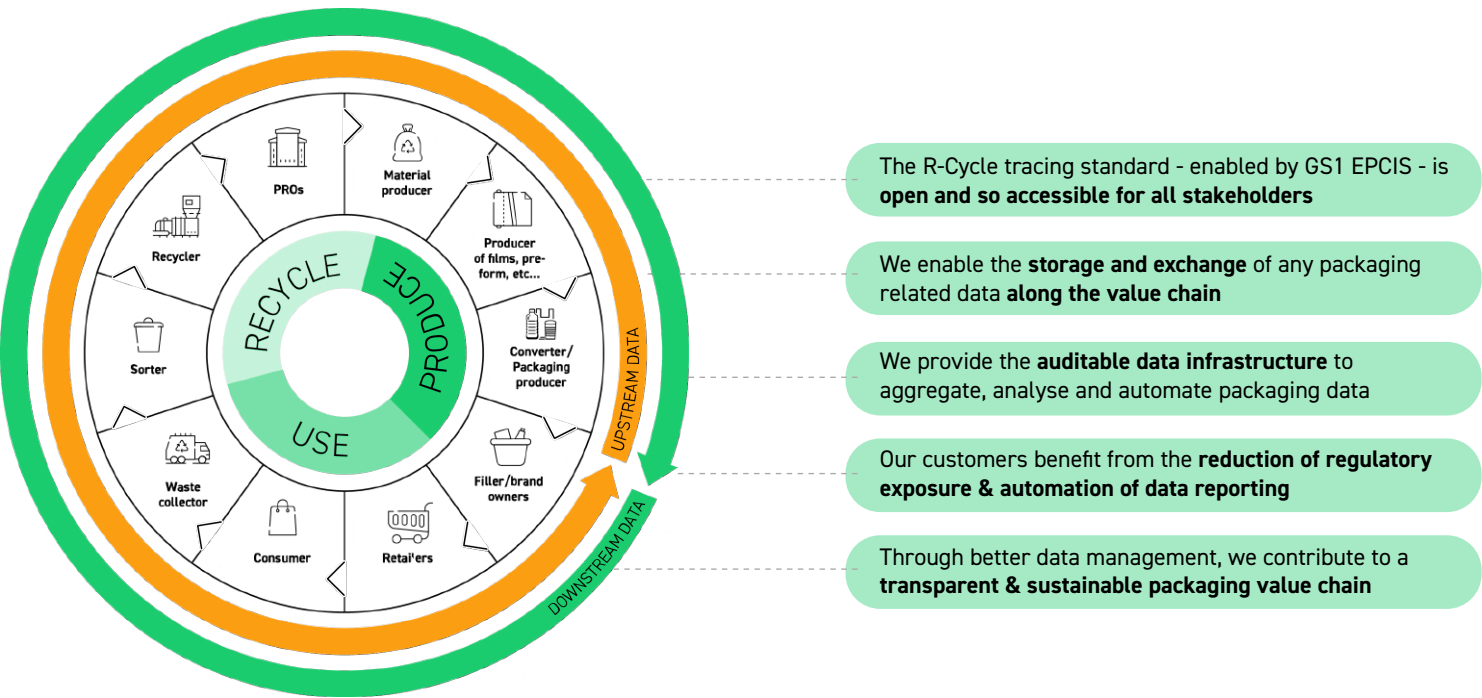 PROs
Material
producer
Producer
of films, pre-
form, etc...
Converter/
Packaging
producer
Filler/brand
owners
Retai'ers
Consumer
Waste
collector
Sorter
Recycler
RECYCLE
PRODUCE
USE
UPSTREAM DATA
DOWNSTREAM DATA
The R-Cycle tracing standard - enabled by GS1 EPCIS - is
open and so accessible for all stakeholders
We enable the storage and exchange of any packaging
related data along the value chain
We provide the auditable data infrastructure to
aggregate, analyse and automate packaging data
Our customers benefit from the reduction of regulatory
exposure & automation of data reporting
Through better data management, we contribute to a
transparent & sustainable packaging value chain